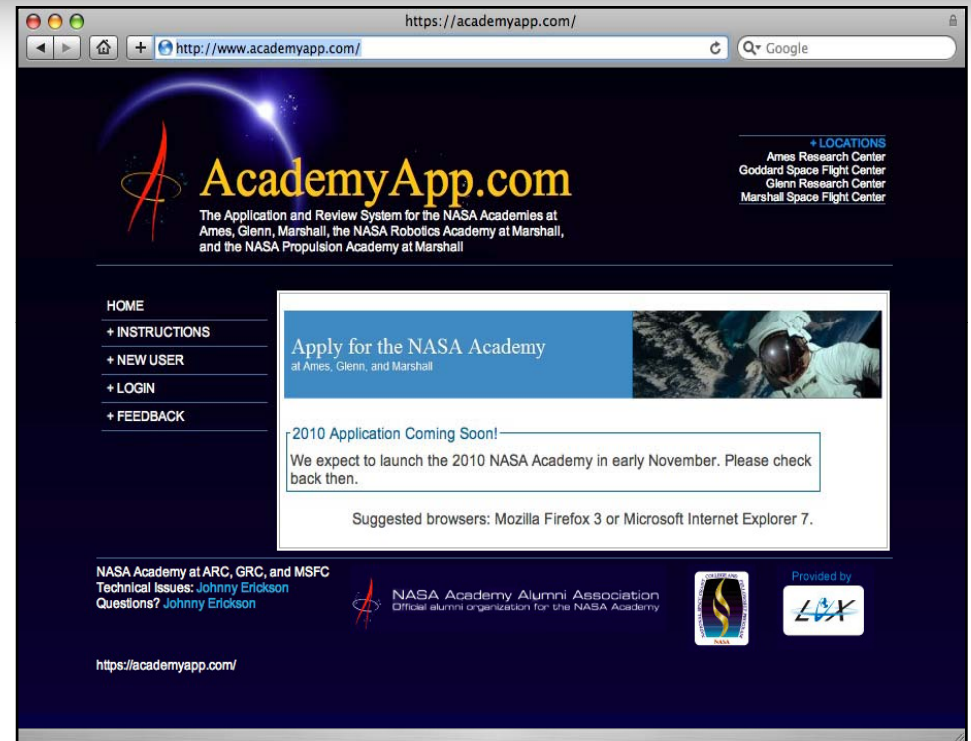 https://academyapp.com/
http://www.academyapp.com/
Google
AcademyApp.com
The Application and Review System for the NASA Academies at
Ames, Glenn, Marshall, the NASA Robotics Academy at Marshall,
and the NASA Propulsion Academy at Marshall
+ LOCATIONS
Ames Research Center
Goddard Space Flight Center
Glenn Research Center
Marshall Space Flight Center
HOME
+ INSTRUCTIONS
+ NEW USER
+ LOGIN
+ FEEDBACK
Apply for the NASA Academy
at Ames, Glenn, and Marshall
2010 Application Coming Soon!
We expect to launch the 2010 NASA Academy in early November. Please check
back then.
Suggested browsers: Mozilla Firefox 3 or Microsoft Internet Explorer 7.
NASA Academy at ARC, GRC, and MSFC
Technical Issues: Johnny Erickson
Questions? Johnny Erickson
NASA Academy Alumni Association
Official alumni organization for the NASA Academy
NASA
Provided by
https://academyapp.com/